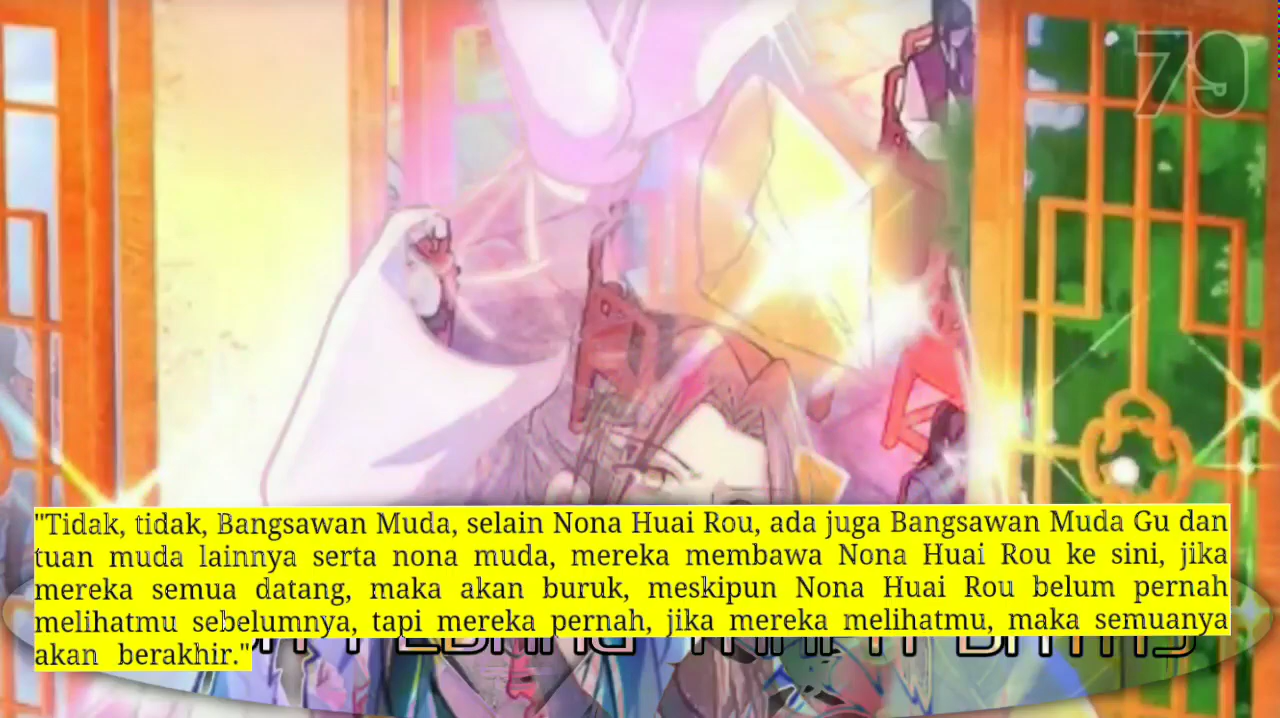 79
"Tidak, tidak, Bangsawan Muda, selain Nona Huai Rou, ada juga Bangsawan Muda Gu dan
tuan muda lainnya serta nona muda, mereka membawa Nona Huai Rou ke sini, jika
mereka semua datang, maka akan buruk, meskipun Nona Huai Rou belum pernah
melihatmu sebelumnya, tapi mereka pernah, jika mereka melihatmu, maka semuanya
akan berakhir."